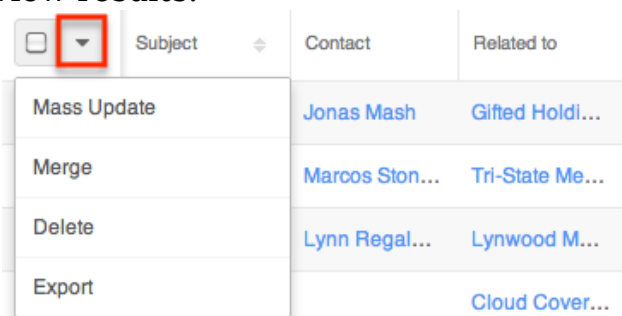 Subject Contact Related to
Mass Update Jonas Mash Gifted Holdi...
Merge Marcos Ston... Tri-State Me...
Delete Lynn Regal... Lynwood M...
Export Cloud Cover...